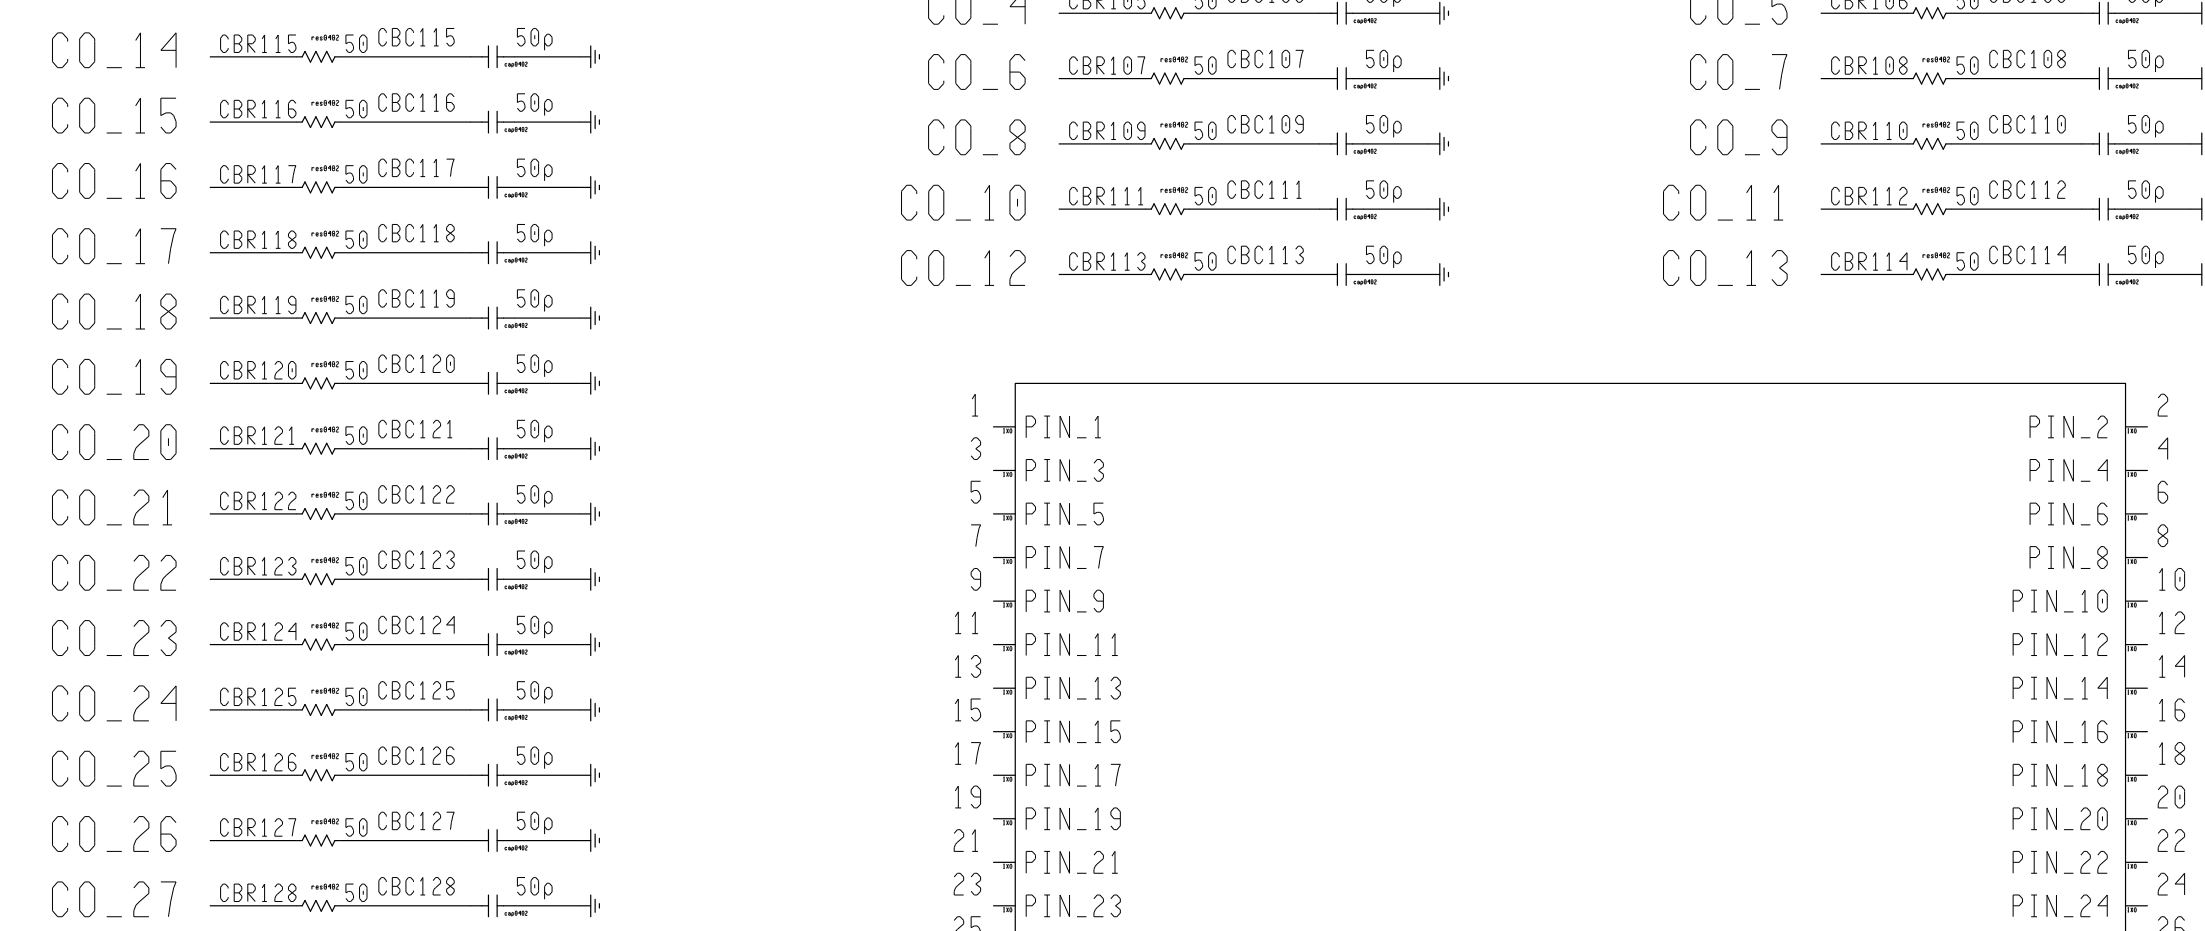 CO_4 CBR105 50 50p
CO_5 CBR106 50 50p
CO_14 CBR115 res0402 50 CBC115 50p cap0402
CO_6 CBR107 res0402 50 CBC107 50p cap0402
CO_7 CBR108 res0402 50 CBC108 50p cap0402
CO_15 CBR116 res0402 50 CBC116 50p cap0402
CO_8 CBR109 res0402 50 CBC109 50p cap0402
CO_9 CBR110 res0402 50 CBC110 50p cap0402
CO_16 CBR117 res0402 50 CBC117 50p cap0402
CO_10 CBR111 res0402 50 CBC111 50p cap0402
CO_11 CBR112 res0402 50 CBC112 50p cap0402
CO_17 CBR118 res0402 50 CBC118 50p cap0402
CO_12 CBR113 res0402 50 CBC113 50p cap0402
CO_13 CBR114 res0402 50 CBC114 50p cap0402
CO_18 CBR119 res0402 50 CBC119 50p cap0402
CO_19 CBR120 res0402 50 CBC120 50p cap0402
CO_20 CBR121 res0402 50 CBC121 50p cap0402
CO_21 CBR122 res0402 50 CBC122 50p cap0402
CO_22 CBR123 res0402 50 CBC123 50p cap0402
CO_23 CBR124 res0402 50 CBC124 50p cap0402
CO_24 CBR125 res0402 50 CBC125 50p cap0402
CO_25 CBR126 res0402 50 CBC126 50p cap0402
CO_26 CBR127 res0402 50 CBC127 50p cap0402
CO_27 CBR128 res0402 50 CBC128 50p cap0402
1 2
PIN_1 PIN_2
3 4
PIN_3 PIN_4
5 6
PIN_5 PIN_6
7 8
PIN_7 PIN_8
9 10
PIN_9 PIN_10
11 12
PIN_11 PIN_12
13 14
PIN_13 PIN_14
15 16
PIN_15 PIN_16
17 18
PIN_17 PIN_18
19 20
PIN_19 PIN_20
21 22
PIN_21 PIN_22
23 24
PIN_23 PIN_24
25 26